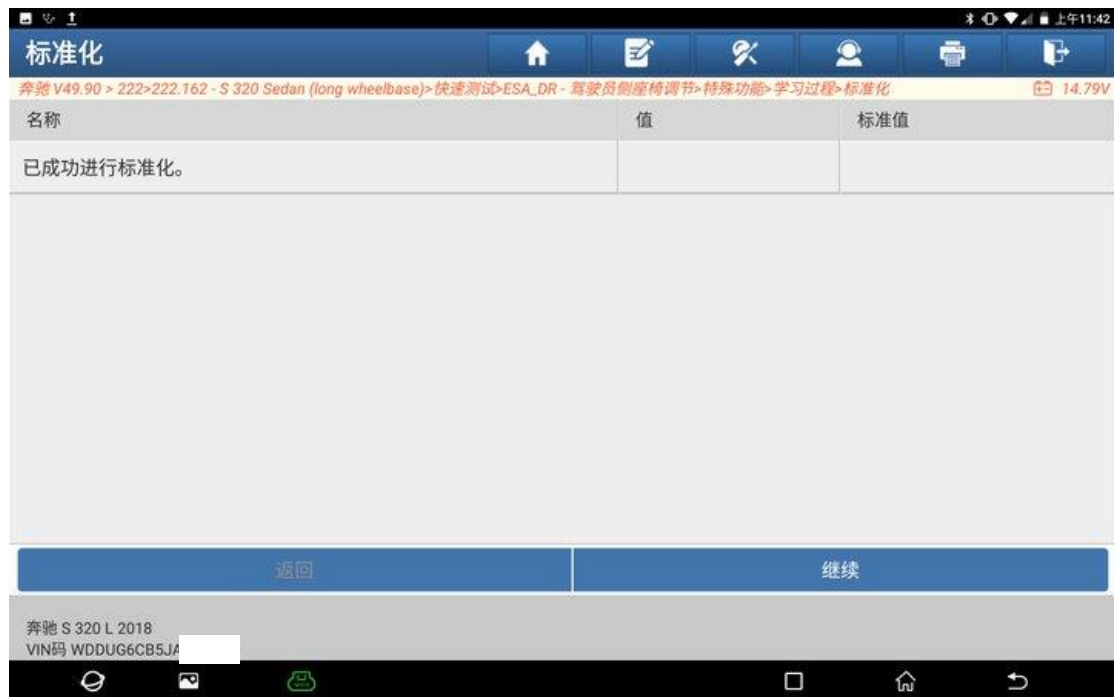 上午11:42
标准化
奔驰 V49.90 > 222>222.162 - S 320 Sedan (long wheelbase)>快速测试>ESA_DR - 驾驶员侧座椅调节>特殊功能>学习过程>标准化
14.79V
名称 值 标准值
已成功进行标准化。
返回 继续
奔驰 S 320 L 2018
VIN码 WDDUG6CB5JA